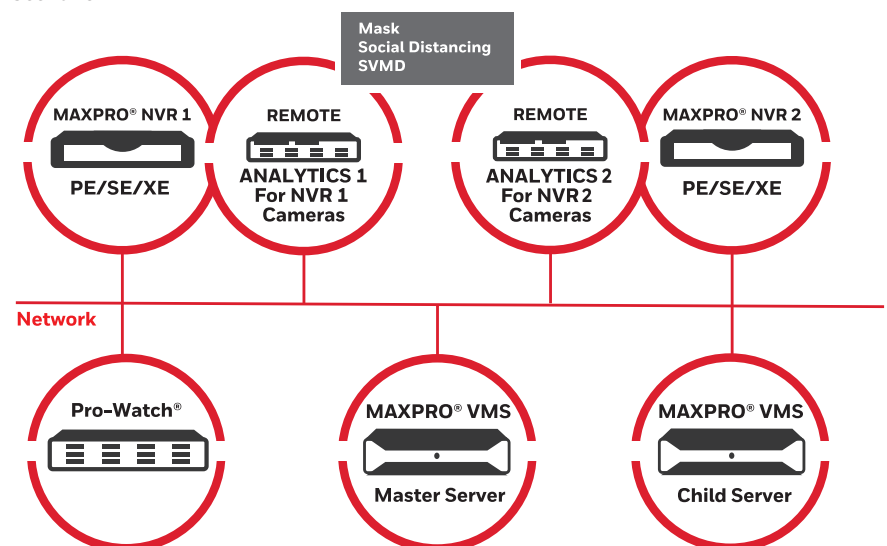 Mask
Social Distancing
SVMD
MAXPRO® NVR 1
PE/SE/XE
REMOTE
ANALYTICS 1
For NVR 1
Cameras
REMOTE
ANALYTICS 2
For NVR 2
Cameras
MAXPRO® NVR 2
PE/SE/XE
Network
Pro-Watch®
MAXPRO® VMS
Master Server
MAXPRO® VMS
Child Server